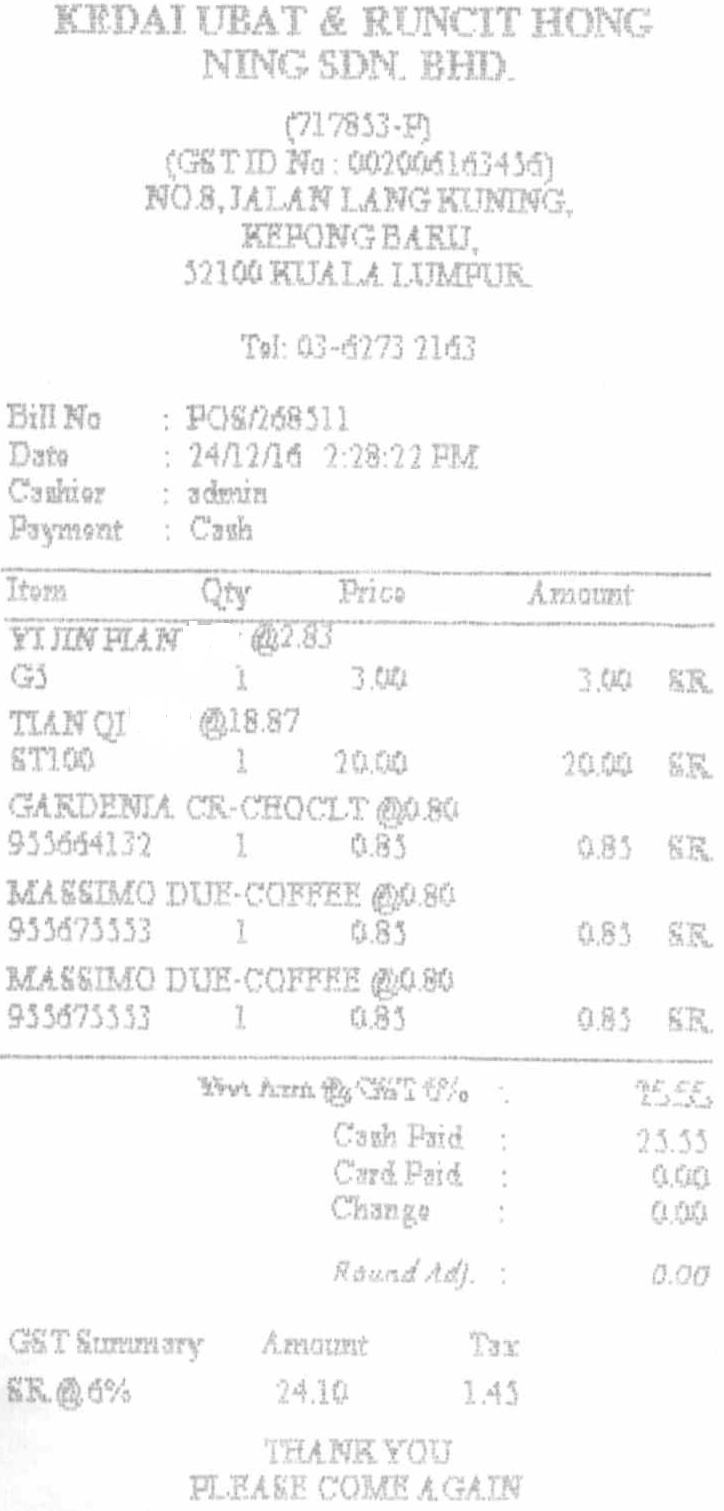 KEDAI UBAT & RUNCIT HONG
NING SDN. BHD.
(717853-P)
(GST ID No : 002006163456)
NO.8, JALAN LANG KUNING,
KEPONG BARU,
52100 KUALA LUMPUR
Tel: 03-6273 2163
Bill No : POS/268511
Date : 24/12/16 2:28:22 PM
Cashier : admin
Payment : Cash
Item Qty Price Amount
YI JIN PIAN @2.83
G5 1 3.00 3.00 SR
TIAN QI @18.87
ST100 1 20.00 20.00 SR
GARDENIA CR-CHOCLT @0.80
955664132 1 0.85 0.85 SR
MASSIMO DUE-COFFEE @0.80
955675553 1 0.85 0.85 SR
MASSIMO DUE-COFFEE @0.80
955675553 1 0.85 0.85 SR
Amn @ GST 6% : 25.55
Cash Paid : 25.55
Card Paid : 0.00
Change : 0.00
Round Adj. : 0.00
GST Summary Amount Tax
SR @ 6% 24.10 1.45
THANK YOU
PLEASE COME AGAIN